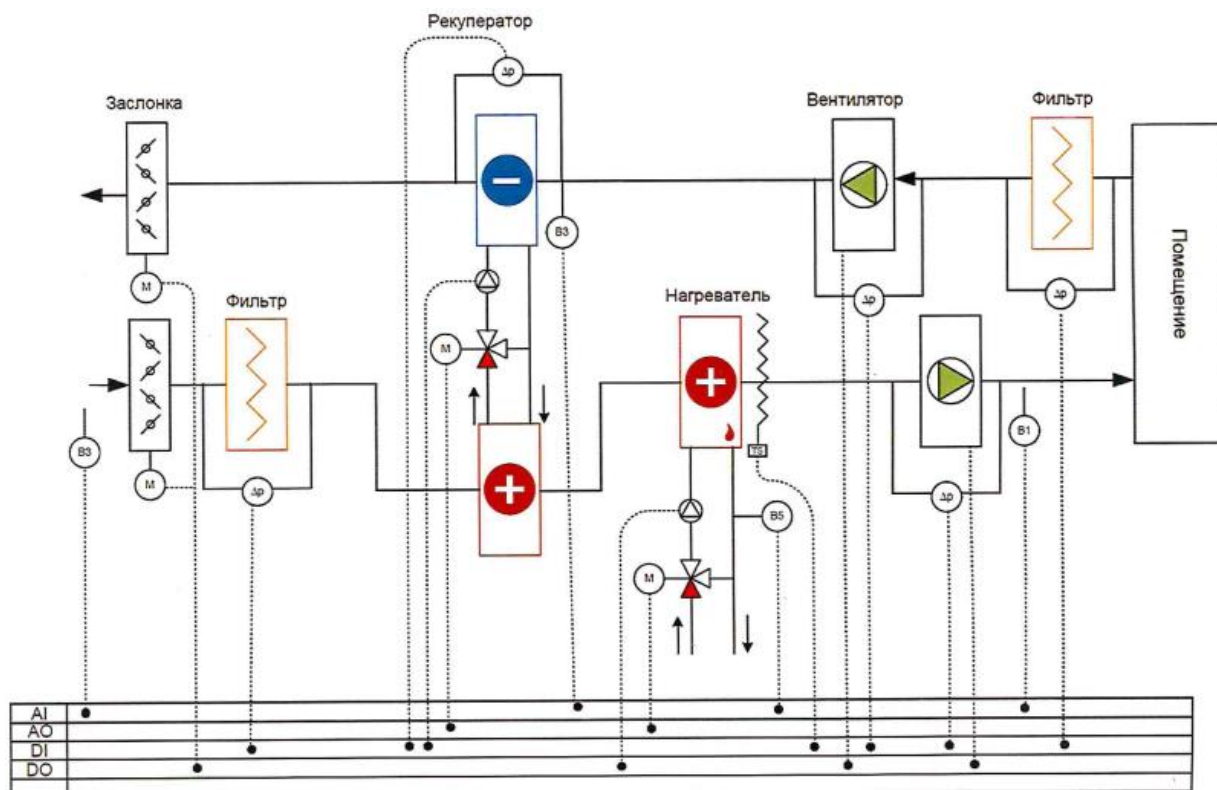 Рекуператор
Δp
Заслонка
Вентилятор
Фильтр
B3
M
Фильтр
Нагреватель
Δp
Δp
Помещение
M
B3
M
Δp
TS
B1
B5
Δp
M
AI
AO
DI
DO